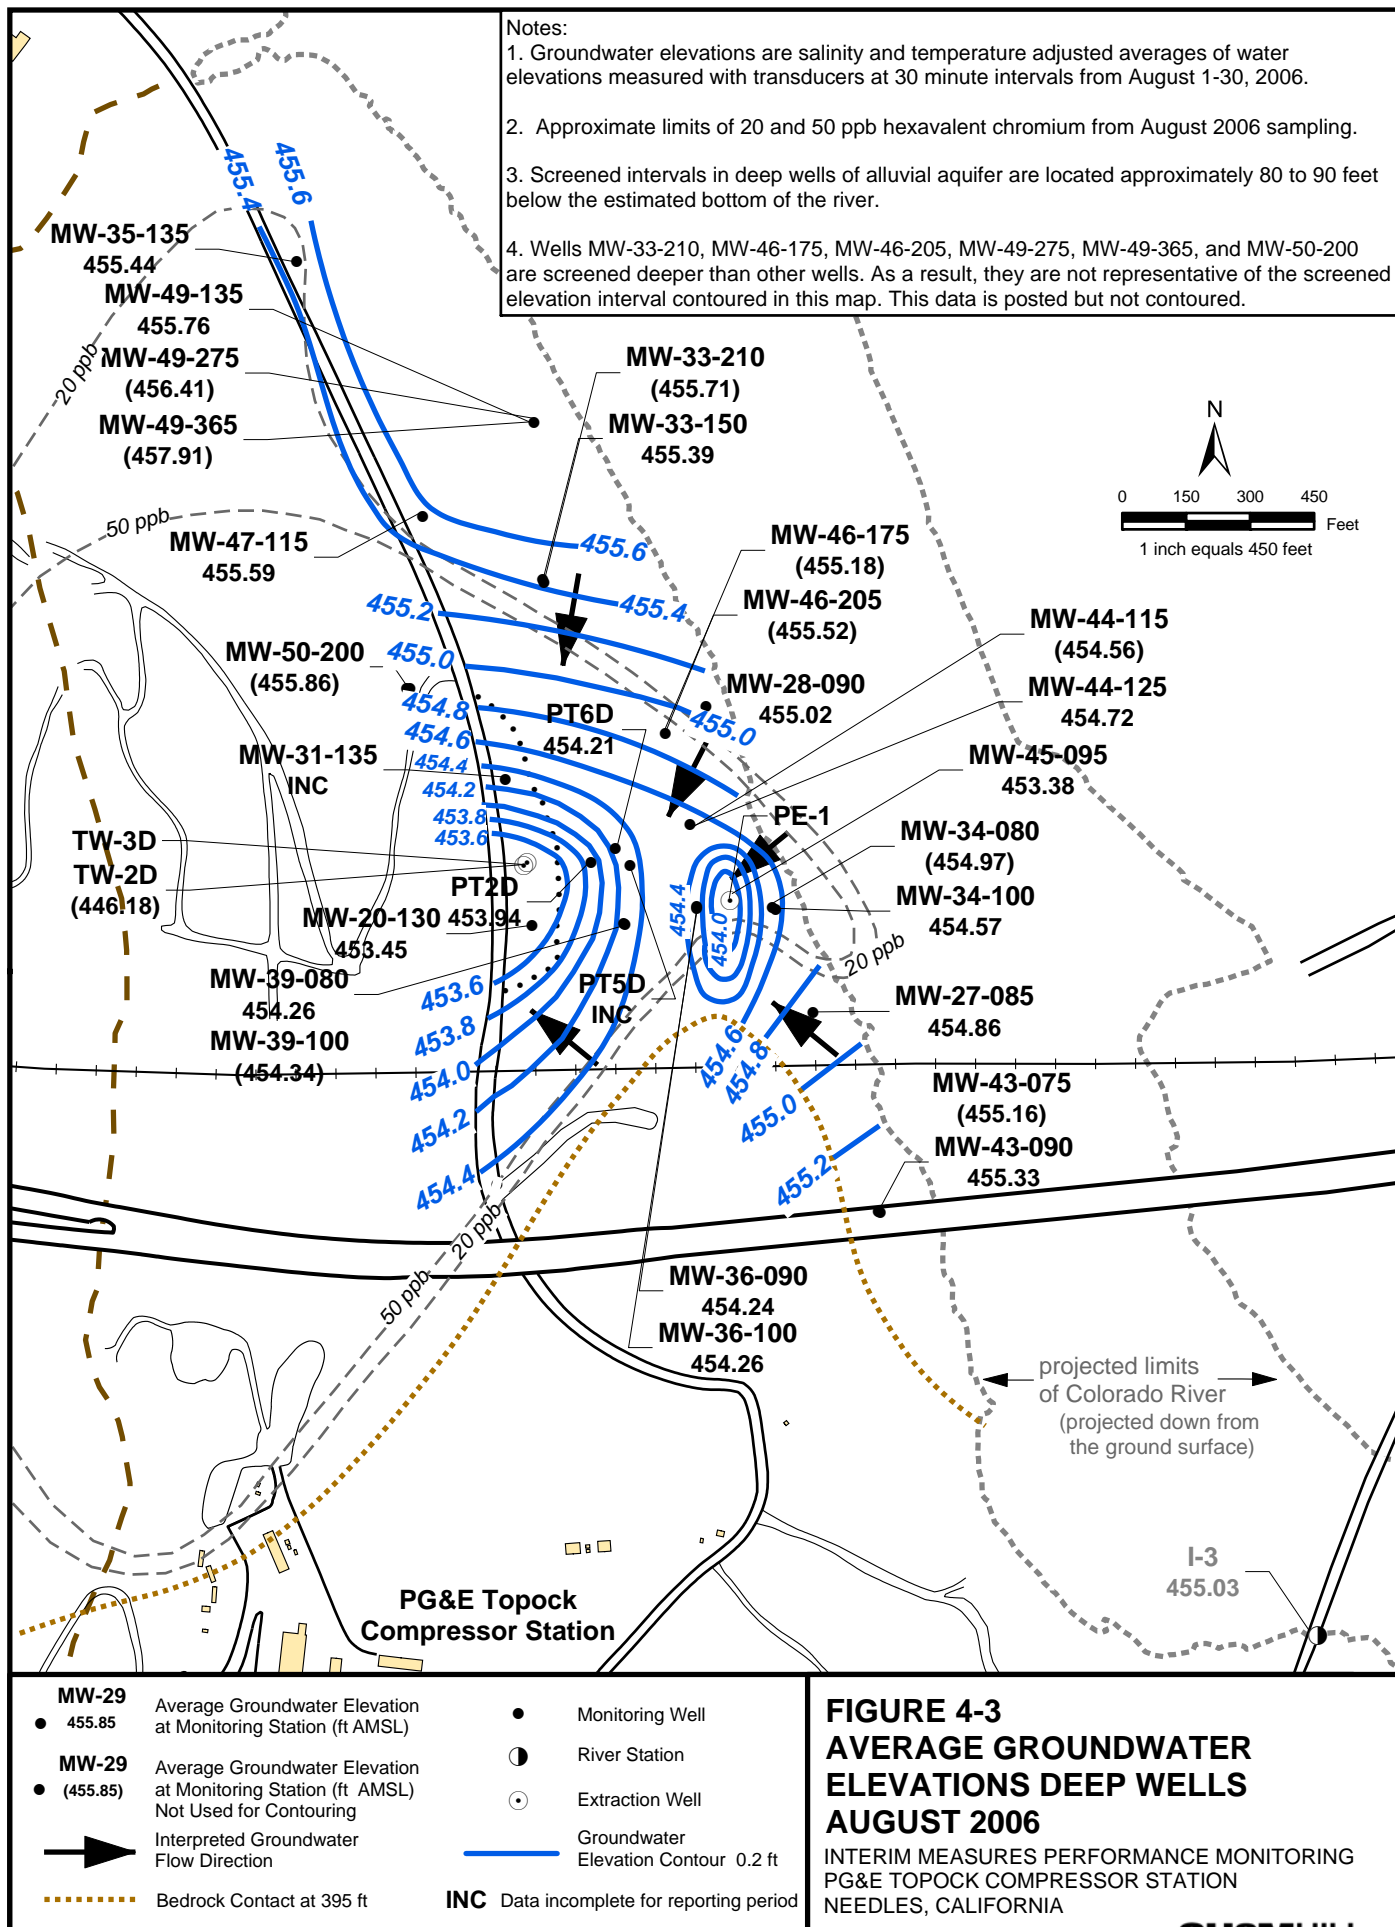 Notes:
1. Groundwater elevations are salinity and temperature adjusted averages of water
elevations measured with transducers at 30 minute intervals from August 1-30, 2006.
2. Approximate limits of 20 and 50 ppb hexavalent chromium from August 2006 sampling.
3. Screened intervals in deep wells of alluvial aquifer are located approximately 80 to 90 feet
below the estimated bottom of the river.
4. Wells MW-33-210, MW-46-175, MW-46-205, MW-49-275, MW-49-365, and MW-50-200
are screened deeper than other wells. As a result, they are not representative of the screened
elevation interval contoured in this map. This data is posted but not contoured.
455.4
455.6
MW-35-135
455.44
MW-49-135
455.76
20 ppb
MW-49-275
(456.41)
MW-49-365
(457.91)
MW-33-210
(455.71)
MW-33-150
455.39
N
0 150 300 450
Feet
1 inch equals 450 feet
50 ppb
MW-47-115
455.59
455.6
455.4
455.2
455.0
MW-46-175
(455.18)
MW-46-205
(455.52)
MW-44-115
(454.56)
MW-44-125
454.72
MW-50-200
(455.86)
454.8
454.6
454.4
454.2
453.8
453.6
PT6D
454.21
MW-28-090
455.02
455.0
MW-45-095
453.38
MW-31-135
INC
PE-1
MW-34-080
(454.97)
MW-34-100
454.57
TW-3D
TW-2D
(446.18)
PT2D
453.94
MW-20-130
453.45
454.4
454.0
20 ppb
MW-39-080
454.26
MW-39-100
(454.34)
PT5D
INC
MW-27-085
454.86
453.6
453.8
454.0
454.2
454.4
454.6
454.8
455.0
455.2
MW-43-075
(455.16)
MW-43-090
455.33
20 ppb
50 ppb
MW-36-090
454.24
MW-36-100
454.26
projected limits
of Colorado River
(projected down from
the ground surface)
I-3
455.03
PG&E Topock
Compressor Station
MW-29
455.85
Average Groundwater Elevation
at Monitoring Station (ft AMSL)
MW-29
(455.85)
Average Groundwater Elevation
at Monitoring Station (ft AMSL)
Not Used for Contouring
Interpreted Groundwater
Flow Direction
Bedrock Contact at 395 ft
Monitoring Well
River Station
Extraction Well
Groundwater
Elevation Contour 0.2 ft
INC Data incomplete for reporting period
FIGURE 4-3
AVERAGE GROUNDWATER
ELEVATIONS DEEP WELLS
AUGUST 2006
INTERIM MEASURES PERFORMANCE MONITORING
PG&E TOPOCK COMPRESSOR STATION
NEEDLES, CALIFORNIA